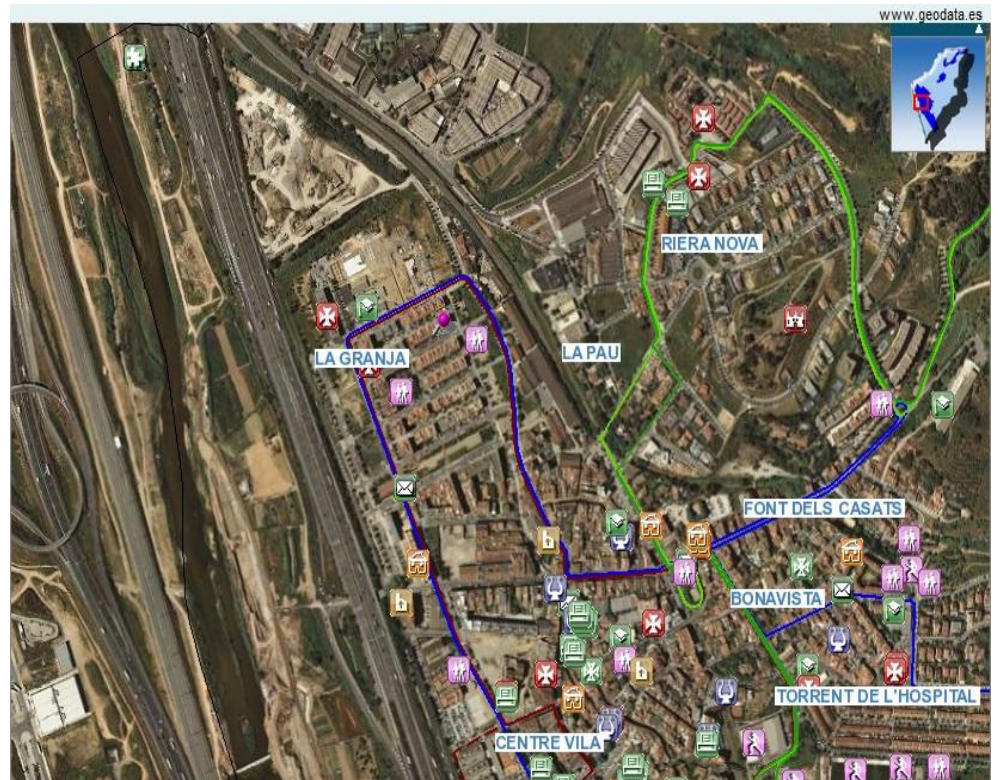 www.geodata.es
RIERA NOVA
LA PAU
LA GRANJA
FONT DELS CASATS
BONAVISTA
TORRENT DE L'HOSPITAL
CENTRE VILA